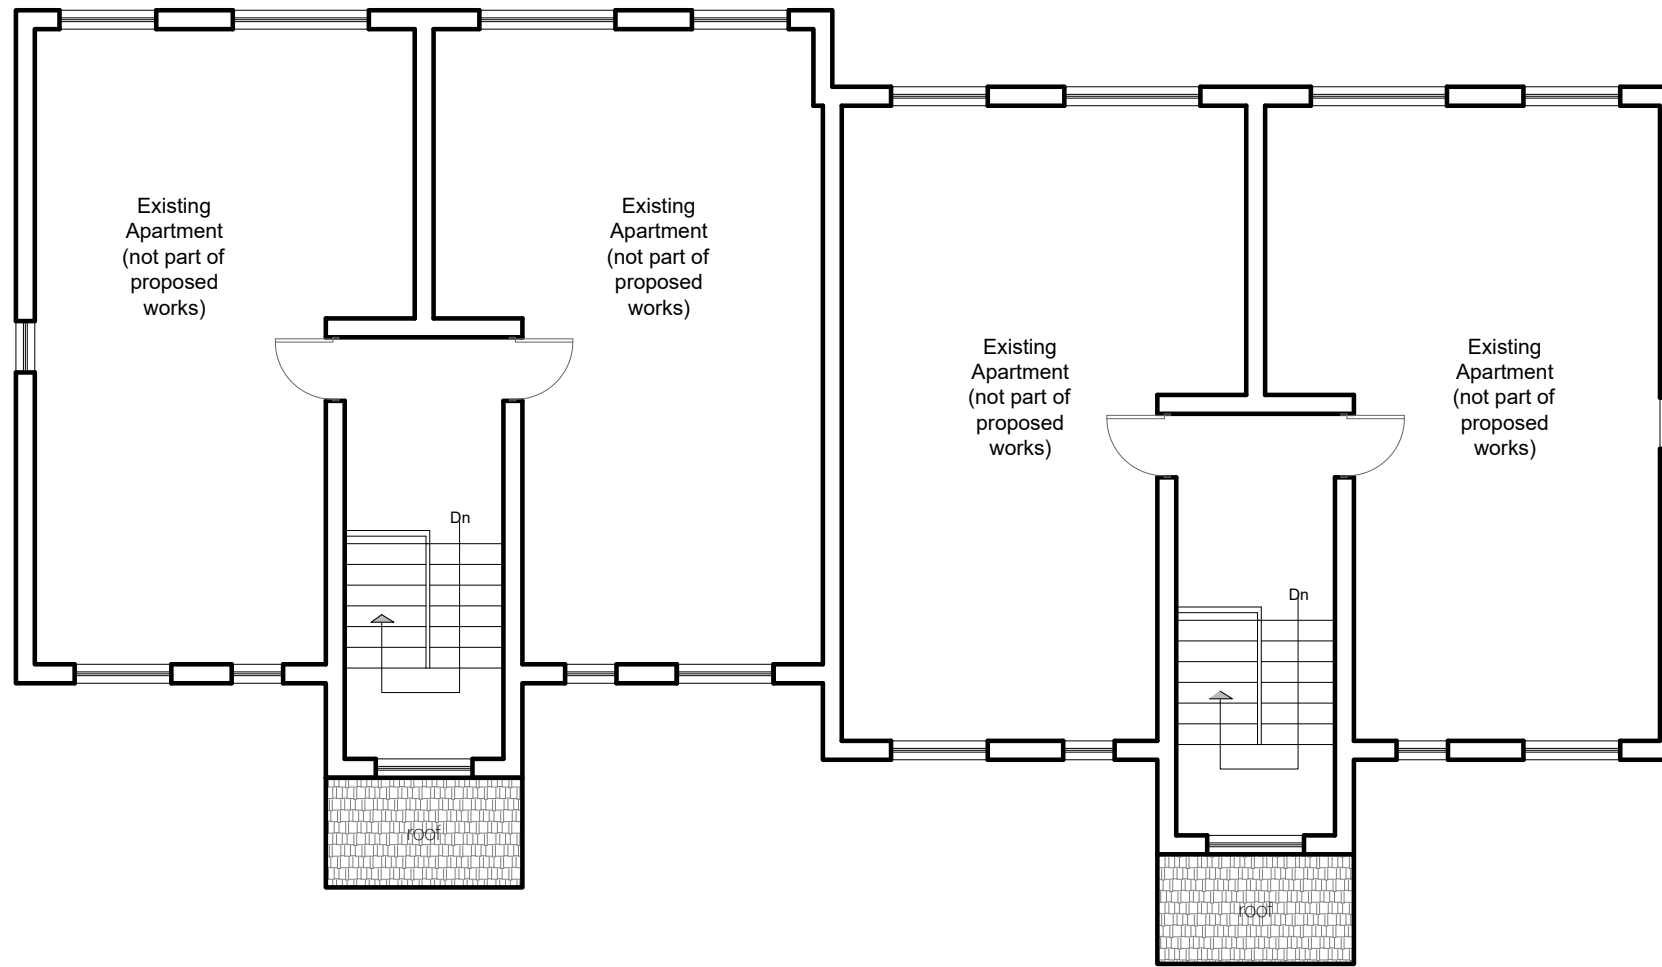 Existing
Apartment
(not part of
proposed
works)
Existing
Apartment
(not part of
proposed
works)
Existing
Apartment
(not part of
proposed
works)
Existing
Apartment
(not part of
proposed
works)
Dn
Dn
roof
roof